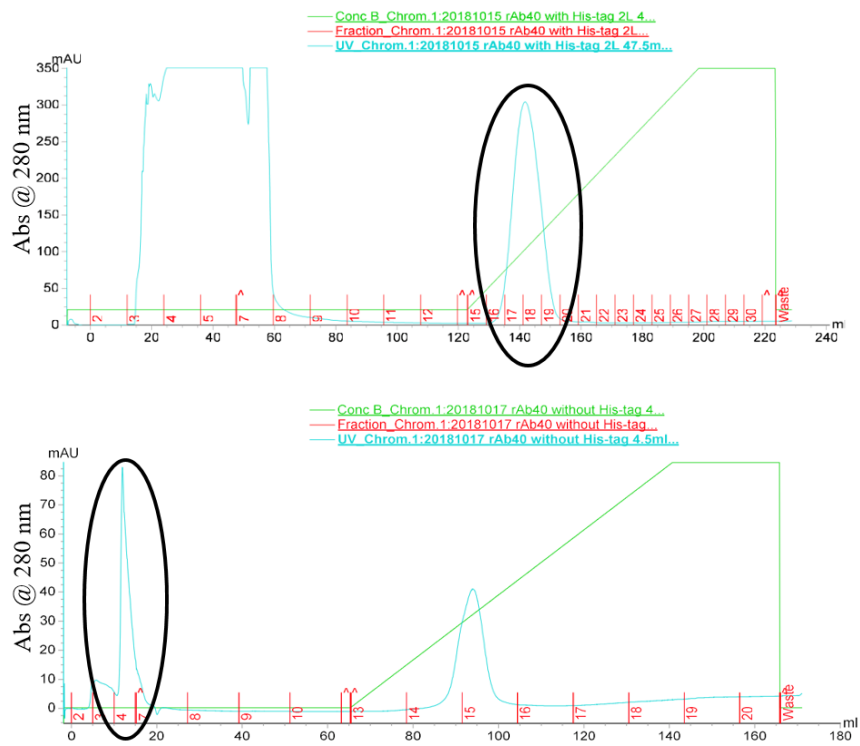 Conc B_Chrom.1:20181015 rAb40 with His-tag 2L 4...
Fraction_Chrom.1:20181015 rAb40 with His-tag 2L...
UV_Chrom.1:20181015 rAb40 with His-tag 2L 47.5m...
mAU
350
300
250
200
150
100
50
0
Abs @ 280 nm
2 3 4 5 7 8 9 10 11 12 15 16 17 18 19 20 21 22 23 24 25 26 27 28 29 30 Waste
0 20 40 60 80 100 120 140 160 180 200 220 240
ml
Conc B_Chrom.1:20181017 rAb40 without His-tag 4...
Fraction_Chrom.1:20181017 rAb40 without His-tag...
UV_Chrom.1:20181017 rAb40 without His-tag 4.5ml...
mAU
80
70
60
50
40
30
20
10
0
Abs @ 280 nm
2 3 4 7 8 9 10 13 14 15 16 17 18 19 20 Waste
0 20 40 60 80 100 120 140 160 180
ml